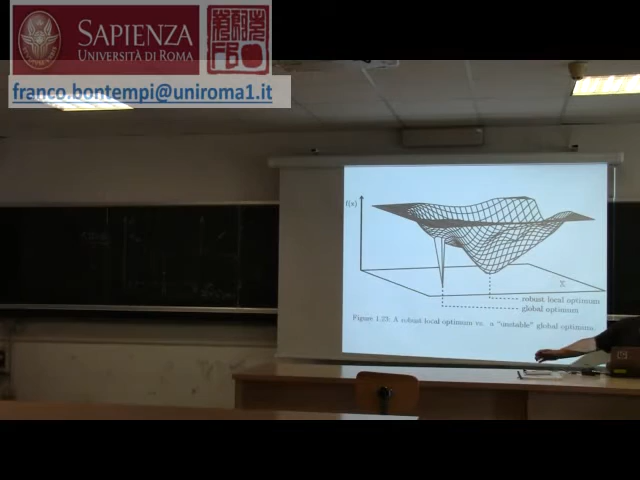 SAPIENZA
UNIVERSITÀ DI ROMA
franco.bontempi@uniroma1.it
f(x)
X
robust local optimum
global optimum
Figure 1.23: A robust local optimum vs. a "unstable" global optimum.